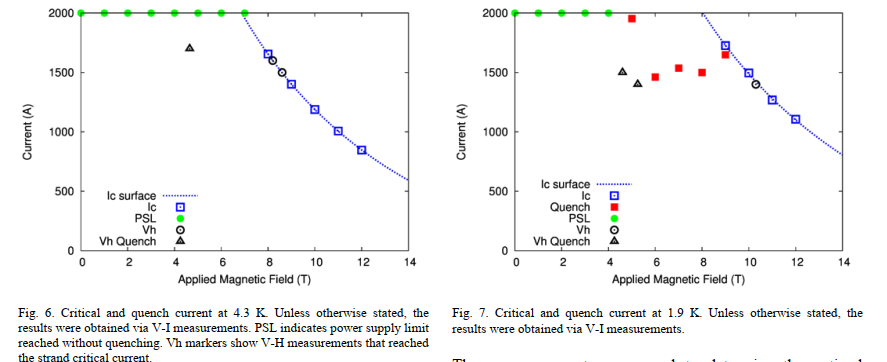 2000
1500
1000
500
0
Current (A)
Ic surface
Ic
PSL
Vh
Vh Quench
0 2 4 6 8 10 12 14
Applied Magnetic Field (T)
Fig. 6. Critical and quench current at 4.3 K. Unless otherwise stated, the
results were obtained via V-I measurements. PSL indicates power supply limit
reached without quenching. Vh markers show V-H measurements that reached
the strand critical current.
2000
1500
1000
500
0
Current (A)
Ic surface
Ic
Quench
PSL
Vh
Vh Quench
0 2 4 6 8 10 12 14
Applied Magnetic Field (T)
Fig. 7. Critical and quench current at 1.9 K. Unless otherwise stated, the
results were obtained via V-I measurements.